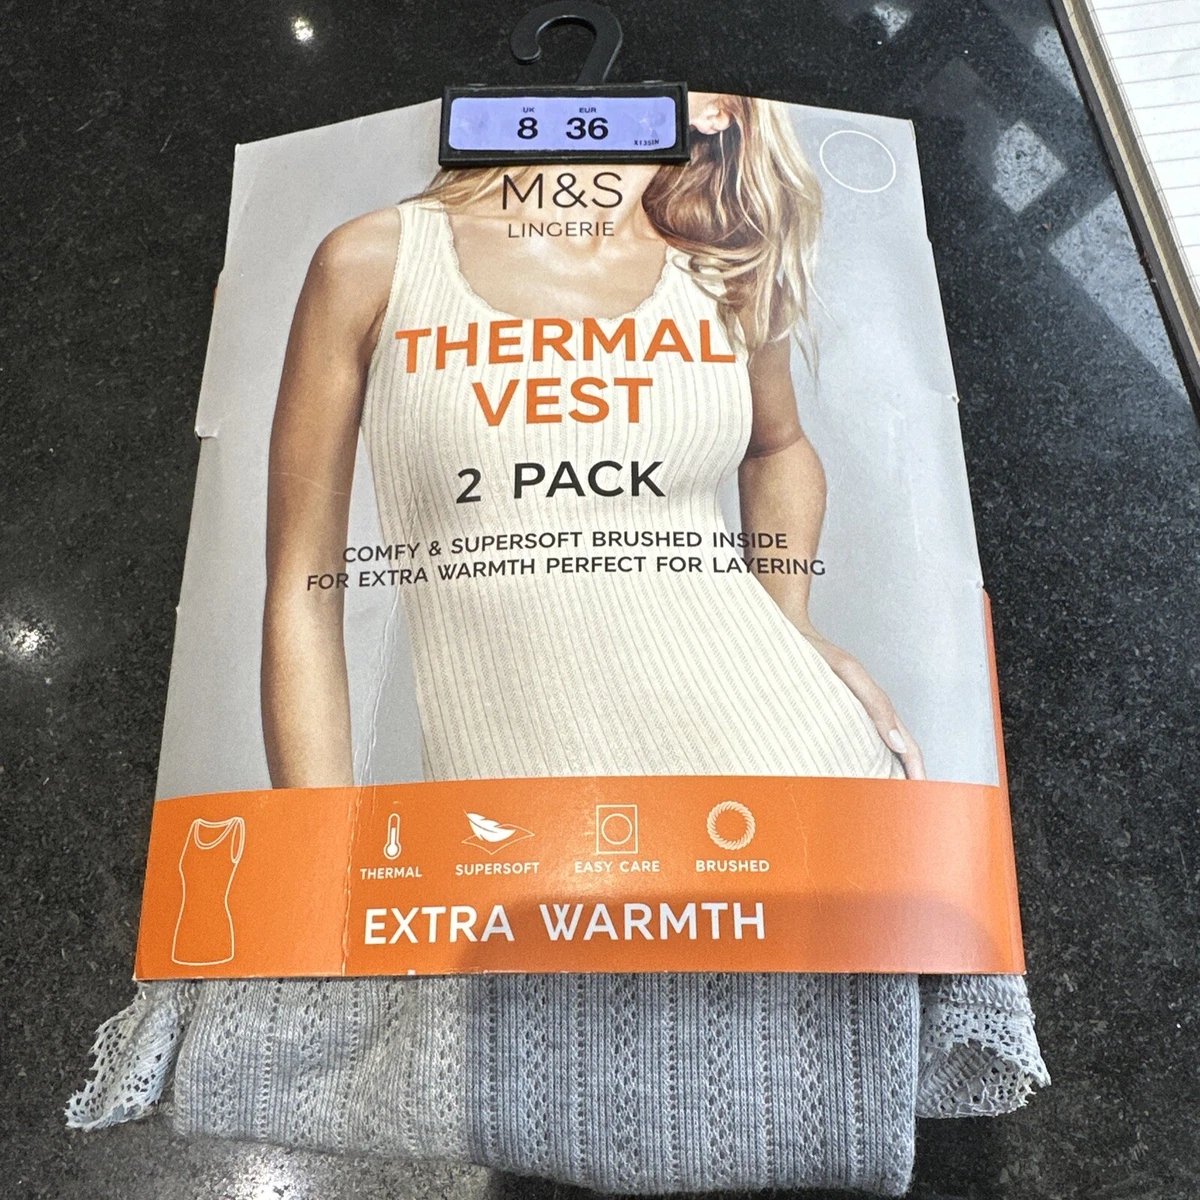 UK EUR
8 36
X135IN
M&S
LINGERIE
THERMAL
VEST
2 PACK
COMFY & SUPERSOFT BRUSHED INSIDE
FOR EXTRA WARMTH PERFECT FOR LAYERING
THERMAL SUPERSOFT EASY CARE BRUSHED
EXTRA WARMTH